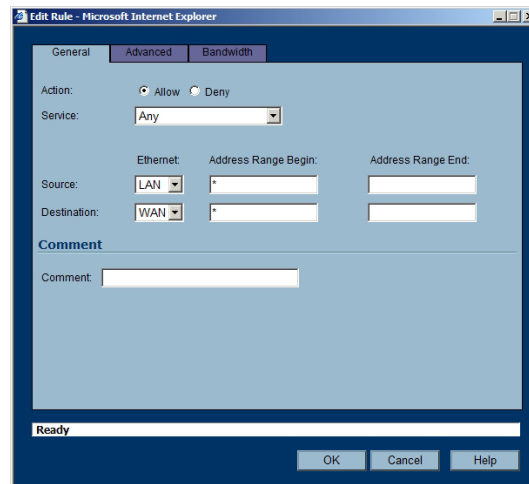 Edit Rule - Microsoft Internet Explorer
General Advanced Bandwidth
Action: Allow Deny
Service: Any
Ethernet: Address Range Begin: Address Range End:
Source: LAN *
Destination: WAN *
Comment
Comment:
Ready
OK Cancel Help